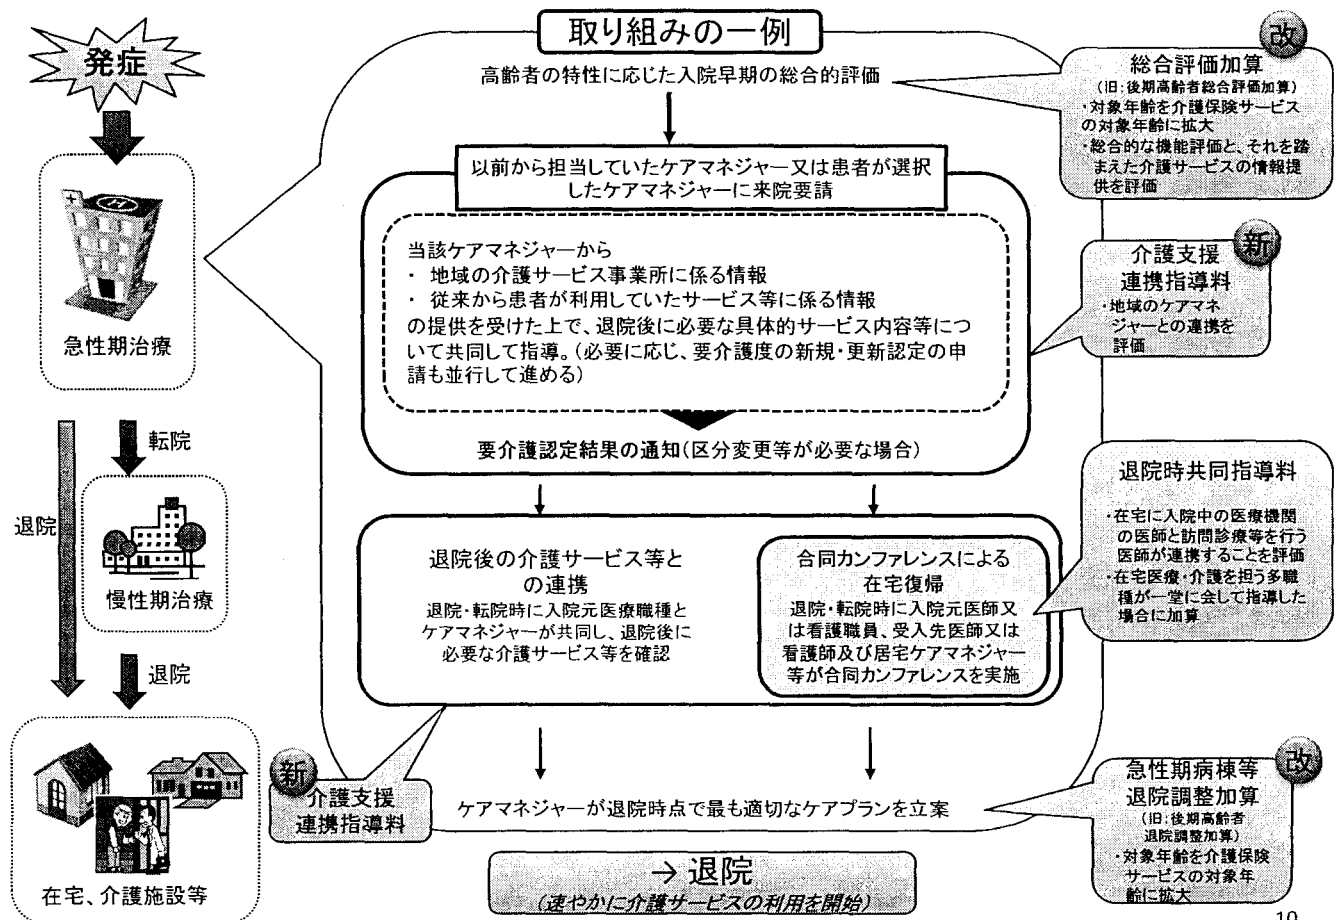 取り組みの一例
発症
急性期治療
転院
退院
慢性期治療
退院
在宅、介護施設等
高齢者の特性に応じた入院早期の総合的評価
以前から担当していたケアマネジャー又は患者が選択
したケアマネジャーに来院要請
当該ケアマネジャーから
・ 地域の介護サービス事業所に係る情報
・ 従来から患者が利用していたサービス等に係る情報
の提供を受けた上で、退院後に必要な具体的サービス内容等につ
いて共同して指導。(必要に応じ、要介護度の新規・更新認定の申
請も並行して進める)
要介護認定結果の通知(区分変更等が必要な場合)
退院後の介護サービス等と
の連携
退院・転院時に入院元医療職種と
ケアマネジャーが共同し、退院後に
必要な介護サービス等を確認
合同カンファレンスによる
在宅復帰
退院・転院時に入院元医師又
は看護職員、受入先医師又は
看護師及び居宅ケアマネジャー
等が合同カンファレンスを実施
ケアマネジャーが退院時点で最も適切なケアプランを立案
→ 退院
(速やかに介護サービスの利用を開始)
改
総合評価加算
(旧:後期高齢者総合評価加算)
・対象年齢を介護保険サービス
の対象年齢に拡大
・総合的な機能評価と、それを踏
まえた介護サービスの情報提
供を評価
新
介護支援
連携指導料
・地域のケアマネ
ジャーとの連携を
評価
退院時共同指導料
・在宅に入院中の医療機関
の医師と訪問診療等を行う
医師が連携することを評価
・在宅医療・介護を担う多職
種が一堂に会して指導した
場合に加算
新
介護支援
連携指導料
改
急性期病棟等
退院調整加算
(旧:後期高齢者
退院調整加算)
・対象年齢を介護保険
サービスの対象年
齢に拡大
10